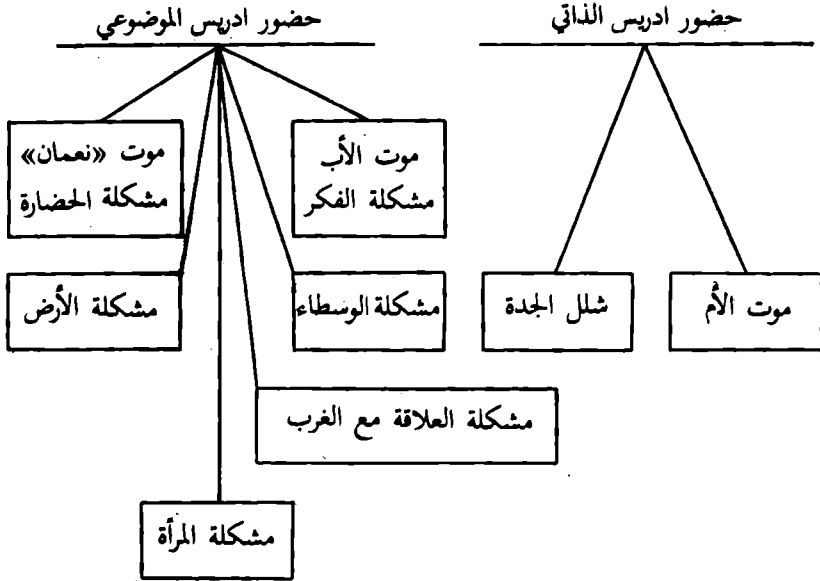 حضور ادريس الذاتي
موت الأم
شلل الجدة
حضور ادريس الموضوعي
موت الأب
مشكلة الفكر
موت «نعمان»
مشكلة الحضارة
مشكلة الوسطاء
مشكلة الأرض
مشكلة العلاقة مع الغرب
مشكلة المرأة